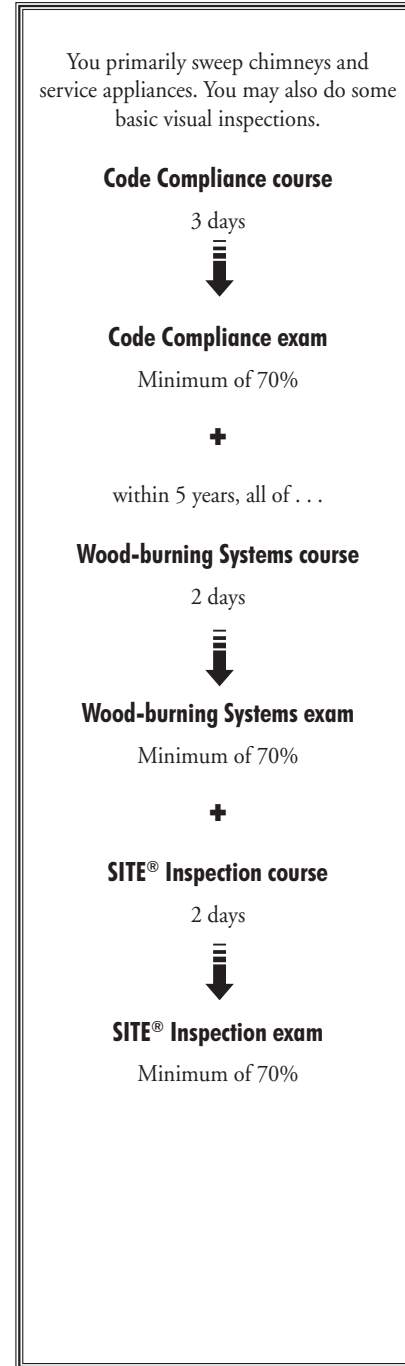 You primarily sweep chimneys and
service appliances. You may also do some
basic visual inspections.
Code Compliance course
3 days
Code Compliance exam
Minimum of 70%
+
within 5 years, all of . . .
Wood-burning Systems course
2 days
Wood-burning Systems exam
Minimum of 70%
+
SITE® Inspection course
2 days
SITE® Inspection exam
Minimum of 70%